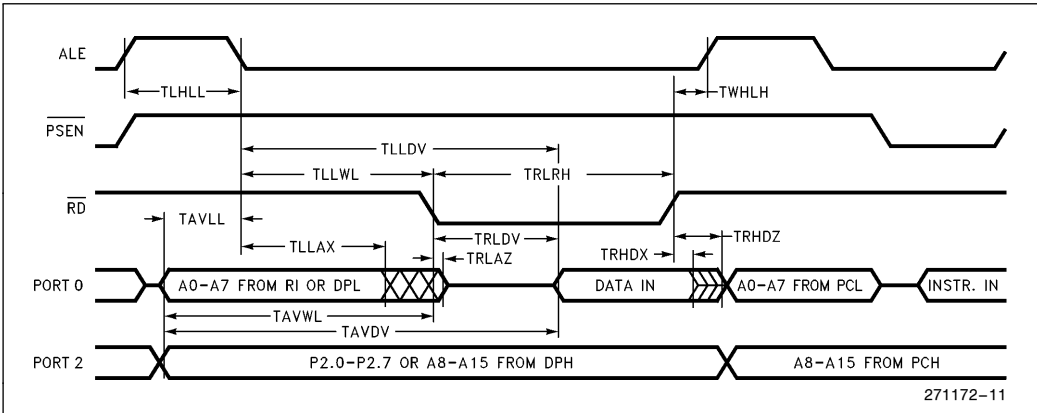 ALE
TLHLL
TWHLH
PSEN
TLLDV
TLLWL
TRLRH
RD
TAVLL
TRLDV
TRHDZ
TLLAX
TRLAZ
TRHDX
PORT 0
A0-A7 FROM RI OR DPL
DATA IN
A0-A7 FROM PCL
INSTR. IN
TAVWL
TAVDV
PORT 2
P2.0-P2.7 OR A8-A15 FROM DPH
A8-A15 FROM PCH
271172-11